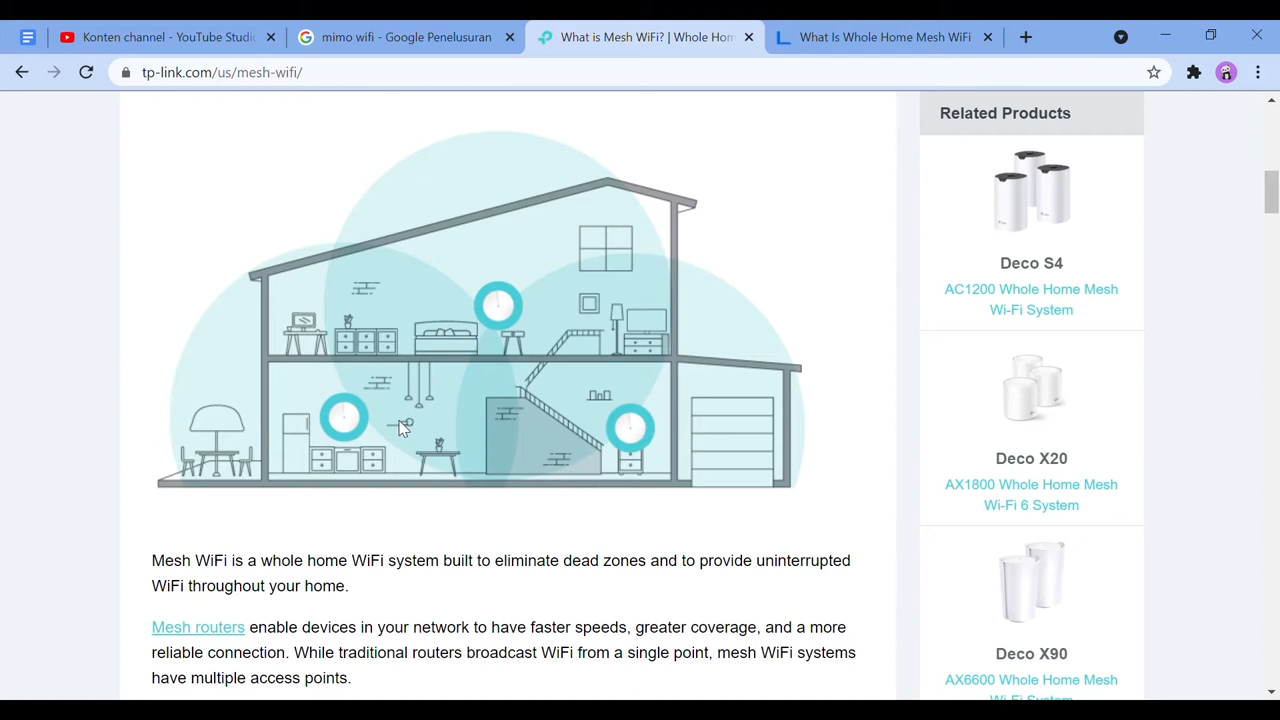 Konten channel - YouTube Studio
mimo wifi - Google Penelusuran
What is Mesh WiFi? | Whole Hom
What Is Whole Home Mesh WiFi
tp-link.com/us/mesh-wifi/
Related Products
Deco S4
AC1200 Whole Home Mesh
Wi-Fi System
Deco X20
AX1800 Whole Home Mesh
Wi-Fi 6 System
Deco X90
AX6600 Whole Home Mesh
Wi-Fi System
Mesh WiFi is a whole home WiFi system built to eliminate dead zones and to provide uninterrupted
WiFi throughout your home.
Mesh routers enable devices in your network to have faster speeds, greater coverage, and a more
reliable connection. While traditional routers broadcast WiFi from a single point, mesh WiFi systems
have multiple access points.